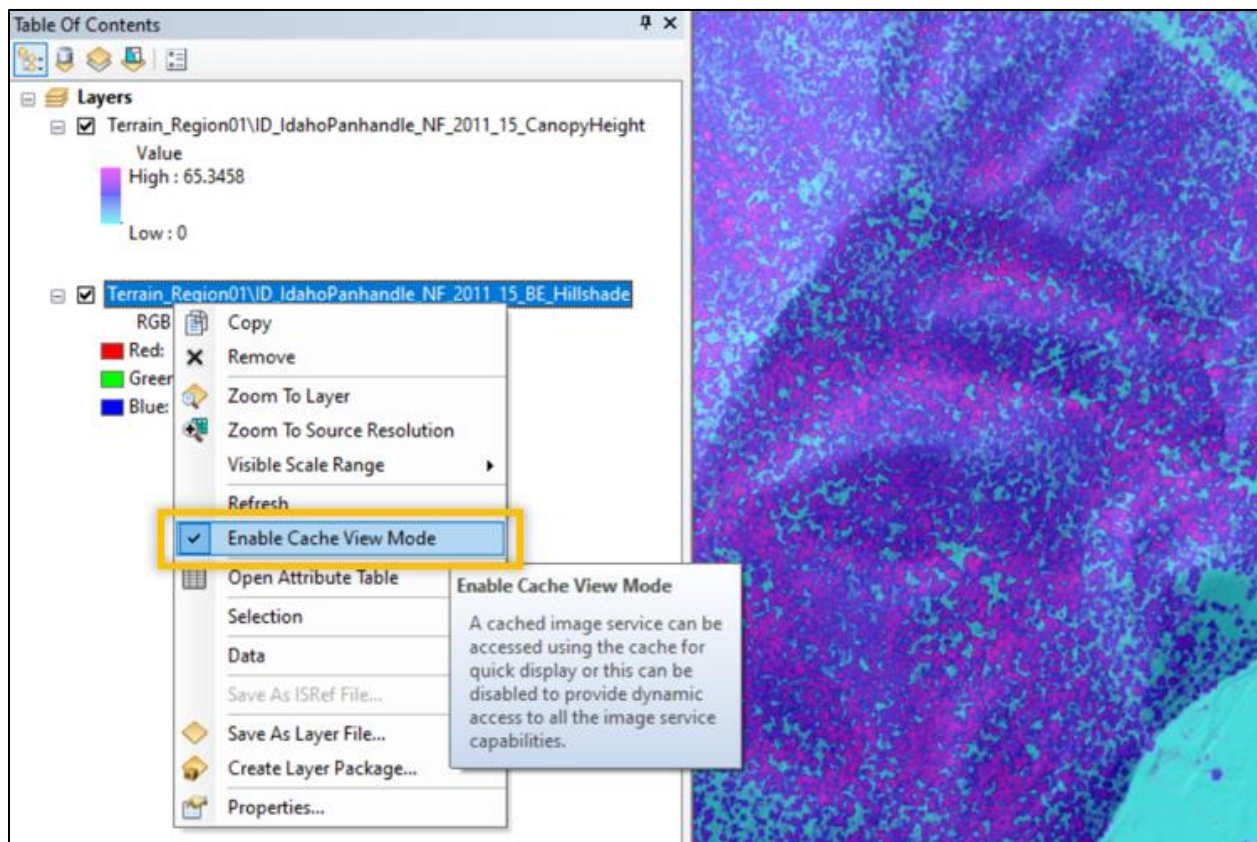 Table Of Contents
Layers
Terrain_Region01\ID_IdahoPanhandle_NF_2011_15_CanopyHeight
Value
High : 65.3458
Low : 0
Terrain_Region01\ID_IdahoPanhandle_NF_2011_15_BE_Hillshade
RGB
Red:
Green
Blue:
Copy
Remove
Zoom To Layer
Zoom To Source Resolution
Visible Scale Range
Refresh
Enable Cache View Mode
Open Attribute Table
Selection
Data
Save As ISRef File...
Save As Layer File...
Create Layer Package...
Properties...
Enable Cache View Mode
A cached image service can be
accessed using the cache for
quick display or this can be
disabled to provide dynamic
access to all the image service
capabilities.